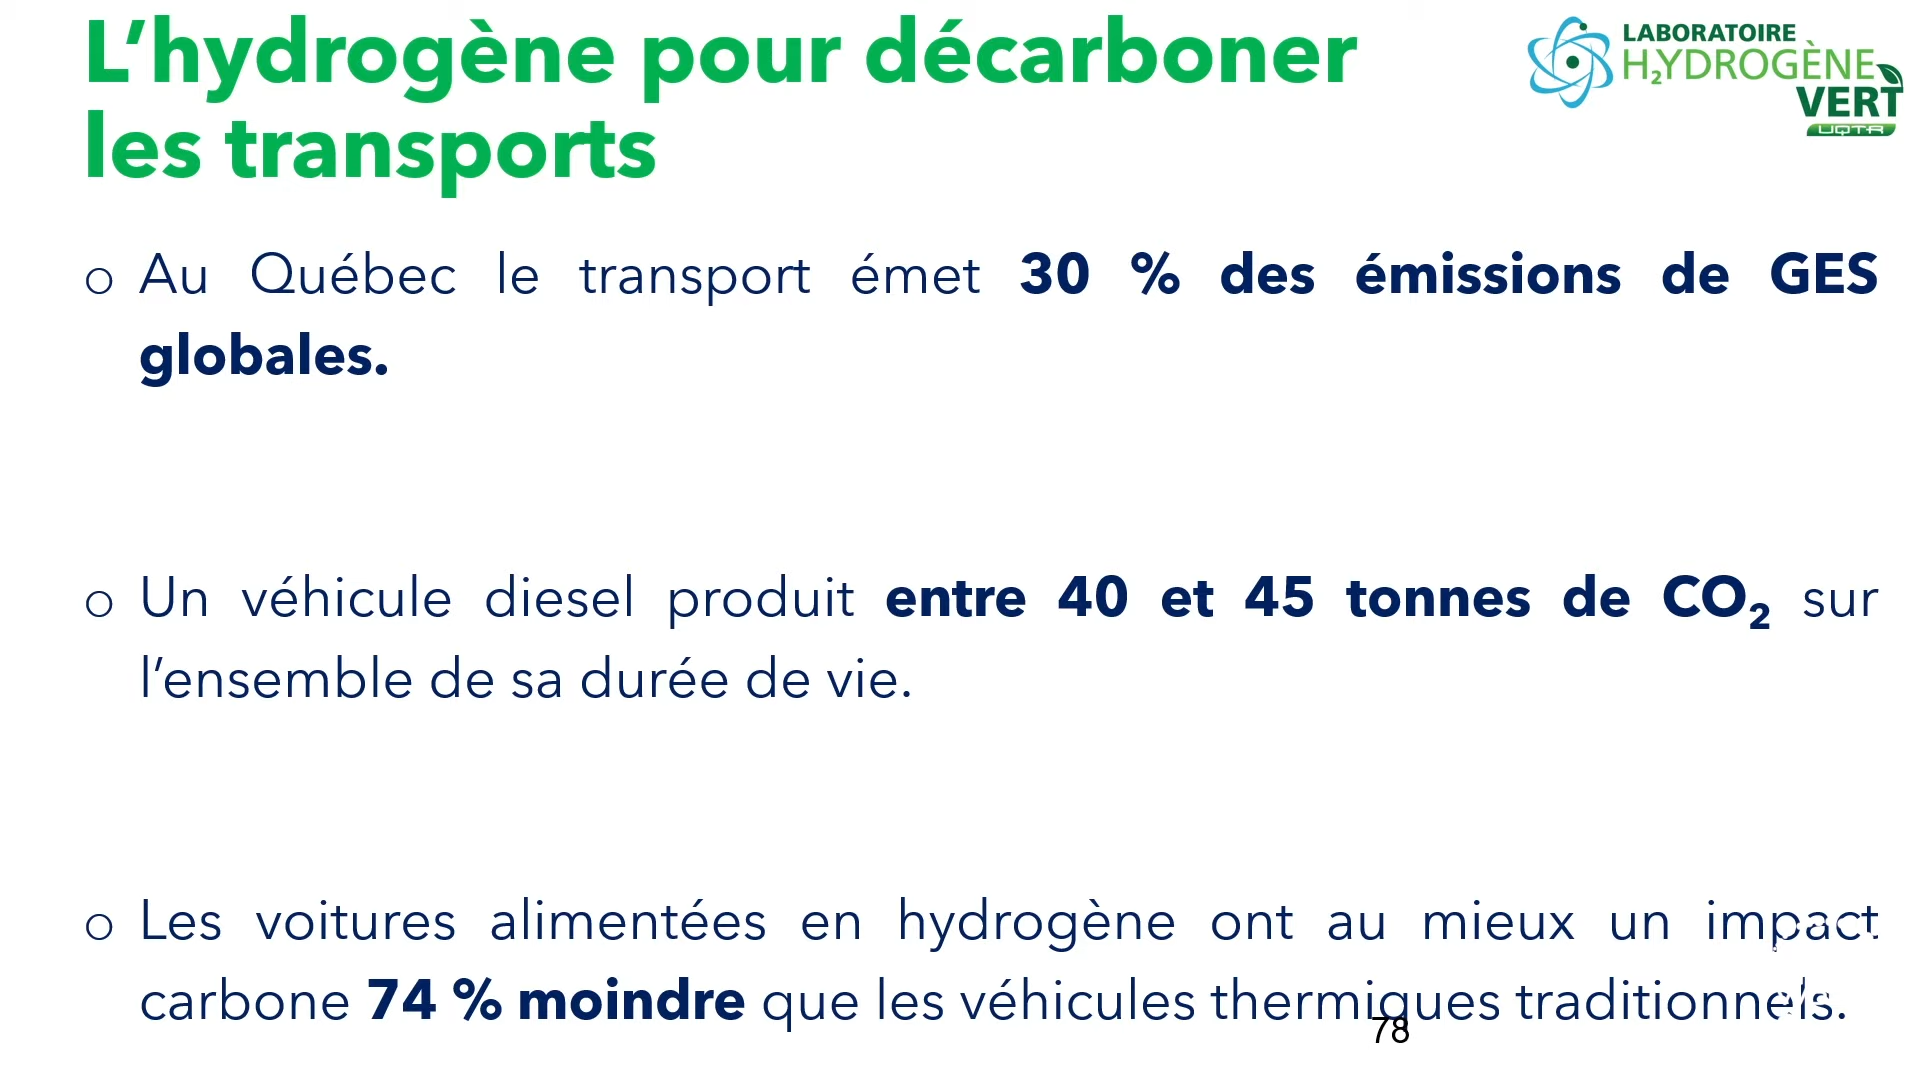 L’hydrogène pour décarboner
les transports
LABORATOIRE
H₂YDROGÈNE
VERT
UQTR
o Au Québec le transport émet 30 % des émissions de GES
globales.
o Un véhicule diesel produit entre 40 et 45 tonnes de CO₂ sur
l’ensemble de sa durée de vie.
o Les voitures alimentées en hydrogène ont au mieux un impact
carbone 74 % moindre que les véhicules thermiques traditionnels.
78